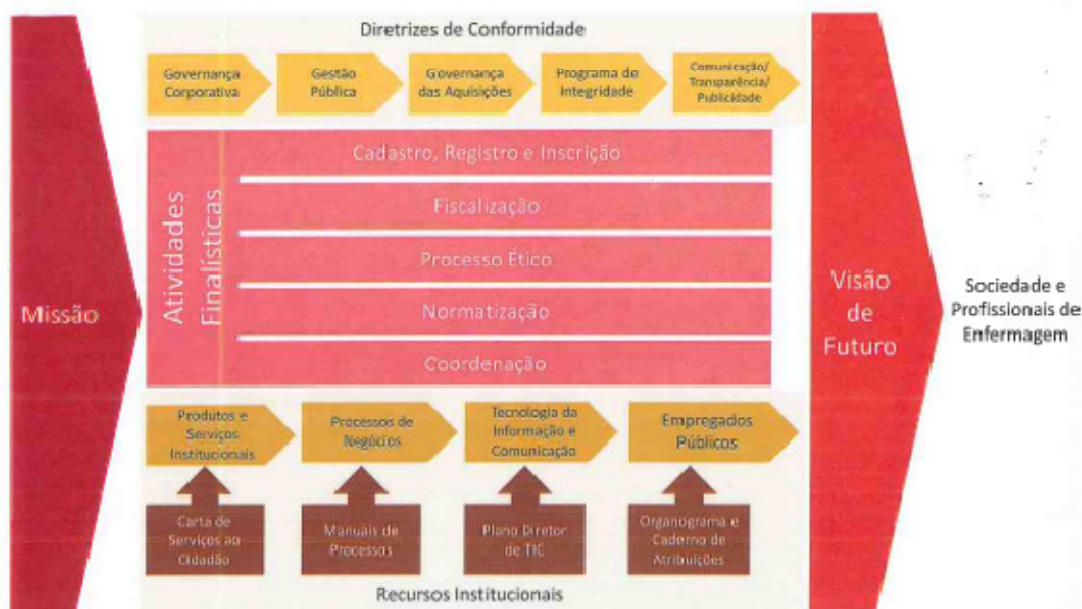 Diretrizes de Conformidade
Governança
Corporativa
Gestão
Pública
Governança
das Aquisições
Programa de
Integridade
Comunicação/
Transparência/
Publicidade
Missão
Atividades
Finalísticas
Cadastro, Registro e Inscrição
Fiscalização
Processo Ético
Normatização
Coordenação
Visão
de
Futuro
Sociedade e
Profissionais de
Enfermagem
Produtos e
Serviços
Institucionais
Processos de
Negócios
Tecnologia da
Informação e
Comunicação
Empregados
Públicos
Carta de
Serviços ao
Cidadão
Manuais de
Processos
Plano Diretor
de TIC
Organograma e
Caderno de
Atribuições
Recursos Institucionais